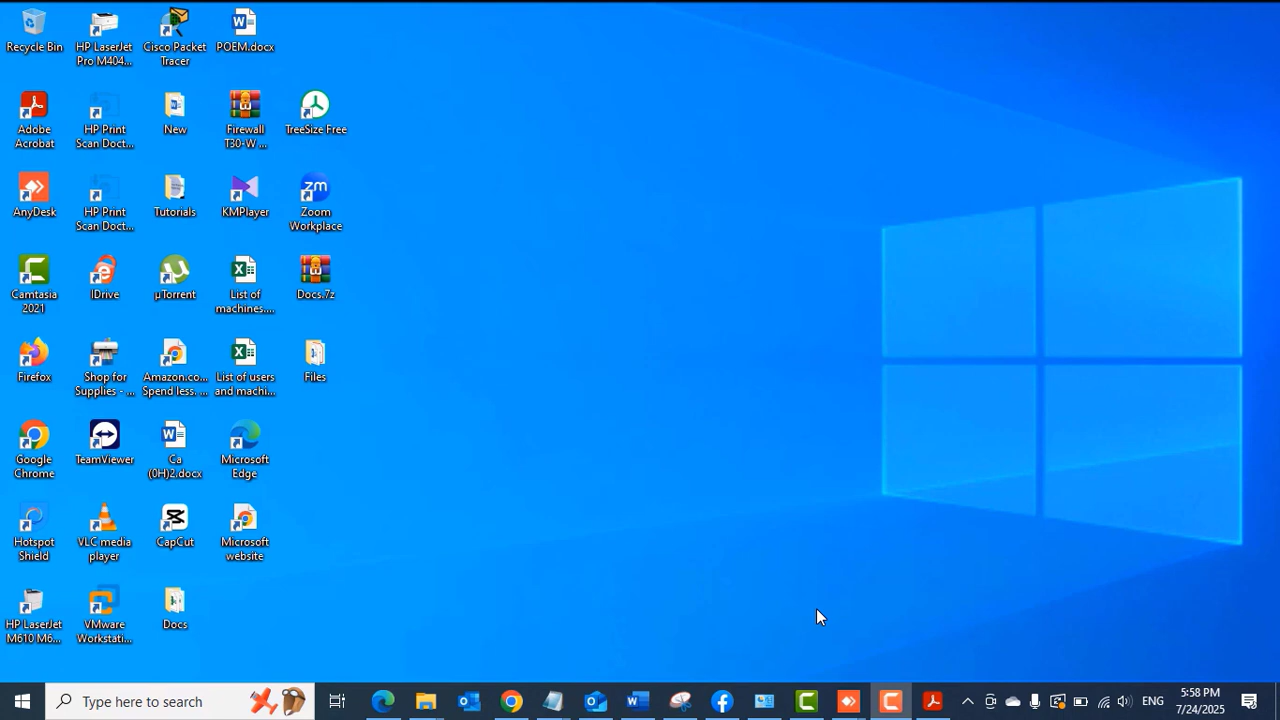 Recycle Bin
HP LaserJet
Pro M404...
Cisco Packet
Tracer
POEM.docx
Adobe
Acrobat
HP Print
Scan Doct...
New
Firewall
T30-W ...
TreeSize Free
AnyDesk
HP Print
Scan Doct...
Tutorials
KMPlayer
zm
Zoom
Workplace
Camtasia
2021
IDrive
µTorrent
List of
machines....
Docs.7z
Firefox
Shop for
Supplies - ...
Amazon.co...
Spend less. ...
List of users
and machi...
Files
Google
Chrome
TeamViewer
Ca
(OH)2.docx
Microsoft
Edge
Hotspot
Shield
VLC media
player
CapCut
Microsoft
website
HP LaserJet
M610 M6...
VMware
Workstati...
Docs
Type here to search
ENG
5:58 PM
7/24/2025